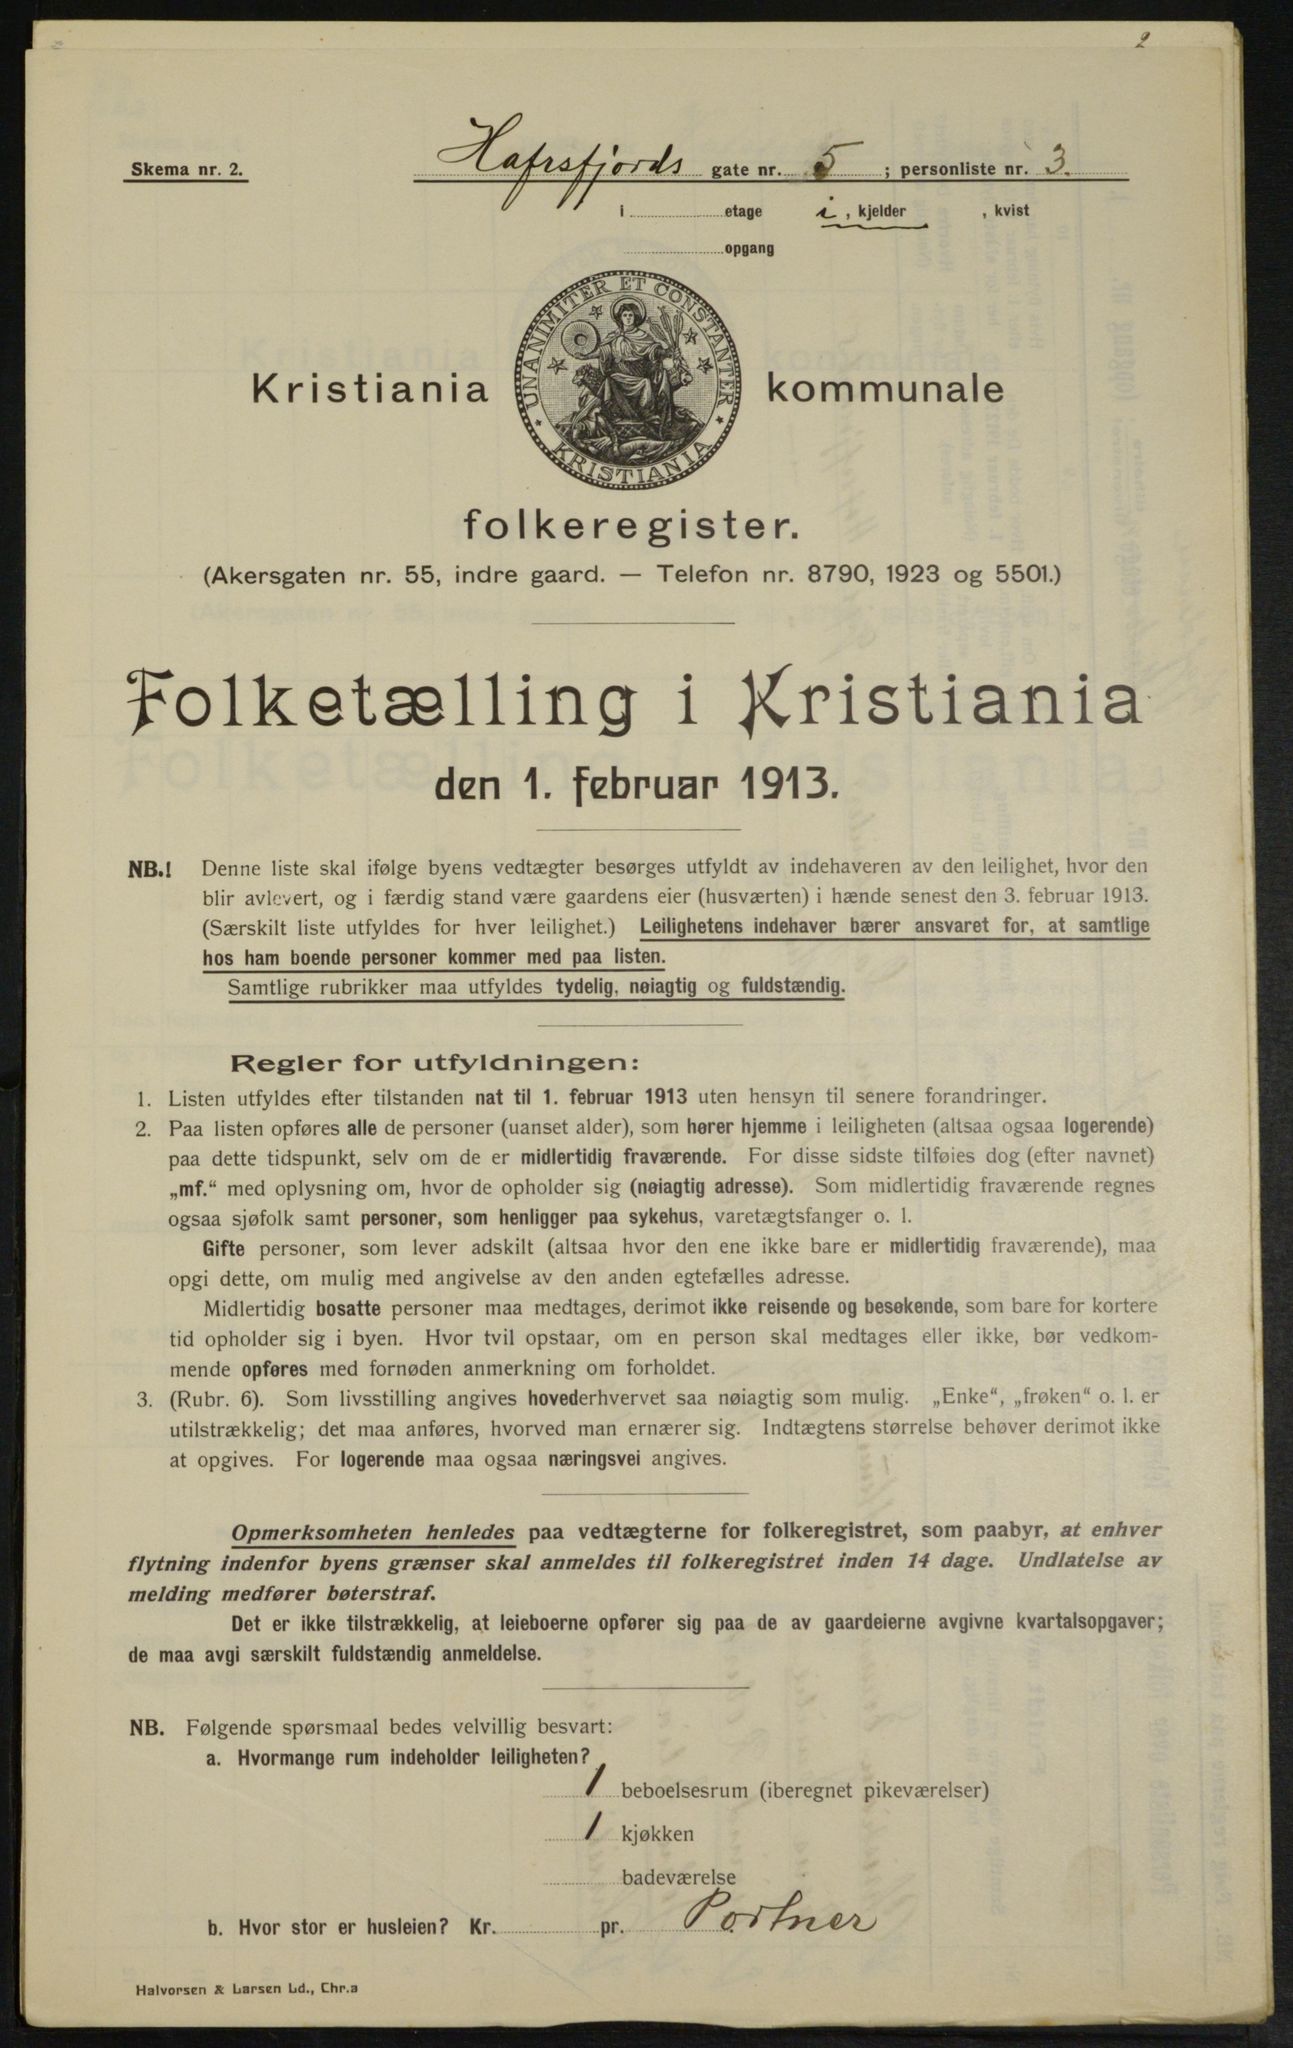 2
Skema nr. 2.
Hafrsfjords gate nr. 5 ; personliste nr. 3.
i etage i , kjelder , kvist
opgang
UNANIMITER ET CONSTANTER
KRISTIANIA
Kristiania kommunale
folkeregister.
(Akersgaten nr. 55, indre gaard. — Telefon nr. 8790, 1923 og 5501.)
Folketælling i Kristiania
den 1. februar 1913.
NB.! Denne liste skal ifølge byens vedtægter besørges utfyldt av indehaveren av den leilighet, hvor den
blir avlevert, og i færdig stand være gaardens eier (husværten) i hænde senest den 3. februar 1913.
(Særskilt liste utfyldes for hver leilighet.) Leilighetens indehaver bærer ansvaret for, at samtlige
hos ham boende personer kommer med paa listen.
Samtlige rubrikker maa utfyldes tydelig, nøiagtig og fuldstændig.
Regler for utfyldningen:
1. Listen utfyldes efter tilstanden nat til 1. februar 1913 uten hensyn til senere forandringer.
2. Paa listen opføres alle de personer (uanset alder), som hører hjemme i leiligheten (altsaa ogsaa logerende)
paa dette tidspunkt, selv om de er midlertidig fraværende. For disse sidste tilføies dog (efter navnet)
„mf.“ med oplysning om, hvor de opholder sig (nøiagtig adresse). Som midlertidig fraværende regnes
ogsaa sjøfolk samt personer, som henligger paa sykehus, varetægtsfanger o. l.
Gifte personer, som lever adskilt (altsaa hvor den ene ikke bare er midlertidig fraværende), maa
opgi dette, om mulig med angivelse av den anden egtefælles adresse.
Midlertidig bosatte personer maa medtages, derimot ikke reisende og besøkende, som bare for kortere
tid opholder sig i byen. Hvor tvil opstaar, om en person skal medtages eller ikke, bør vedkom-
mende opføres med fornøden anmerkning om forholdet.
3. (Rubr. 6). Som livsstilling angives hovederhvervet saa nøiagtig som mulig. „Enke“, „frøken“ o. l. er
utilstrækkelig; det maa anføres, hvorved man ernærer sig. Indtægtens størrelse behøver derimot ikke
at opgives. For logerende maa ogsaa næringsvei angives.
Opmerksomheten henledes paa vedtægterne for folkeregistret, som paabyr, at enhver
flytning indenfor byens grænser skal anmeldes til folkeregistret inden 14 dage. Undlatelse av
melding medfører bøterstraf.
Det er ikke tilstrækkelig, at leieboerne opfører sig paa de av gaardeierne avgivne kvartalsopgaver;
de maa avgi særskilt fuldstændig anmeldelse.
NB. Følgende spørsmaal bedes velvillig besvart:
a. Hvormange rum indeholder leiligheten?
1 beboelsesrum (iberegnet pikeværelser)
1 kjøkken
badeværelse
b. Hvor stor er husleien? Kr. pr. Portner
Halvorsen & Larsen Ld., Chr.a